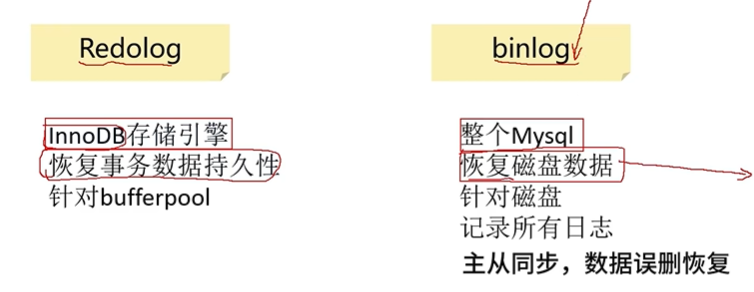 Redolog
InnoDB存储引擎
恢复事务数据持久性
针对bufferpool
binlog
整个Mysql
恢复磁盘数据
针对磁盘
记录所有日志
主从同步，数据误删恢复